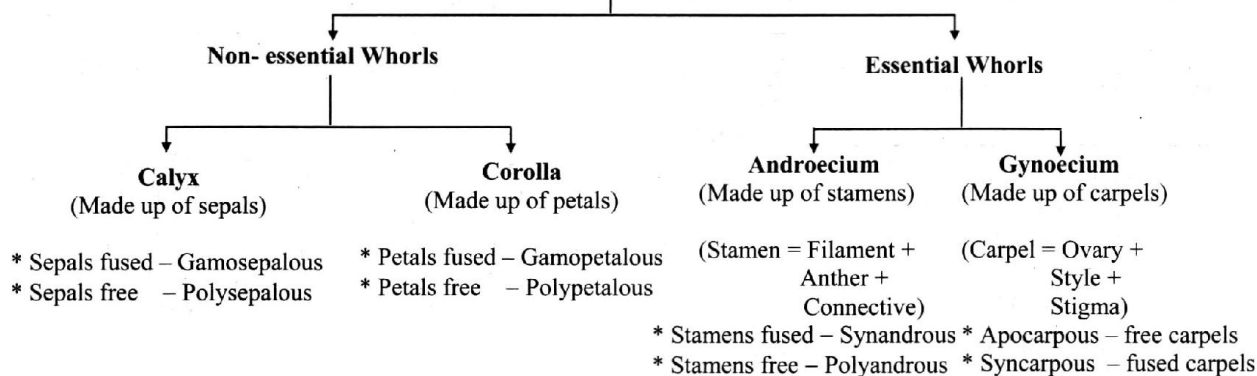 Non- essential Whorls
Essential Whorls
Calyx
(Made up of sepals)
* Sepals fused – Gamosepalous
* Sepals free – Polysepalous
Corolla
(Made up of petals)
* Petals fused – Gamopetalous
* Petals free – Polypetalous
Androecium
(Made up of stamens)
(Stamen = Filament +
Anther +
Connective)
* Stamens fused – Synandrous
* Stamens free – Polyandrous
Gynoecium
(Made up of carpels)
(Carpel = Ovary +
Style +
Stigma)
* Apocarpous – free carpels
* Syncarpous – fused carpels